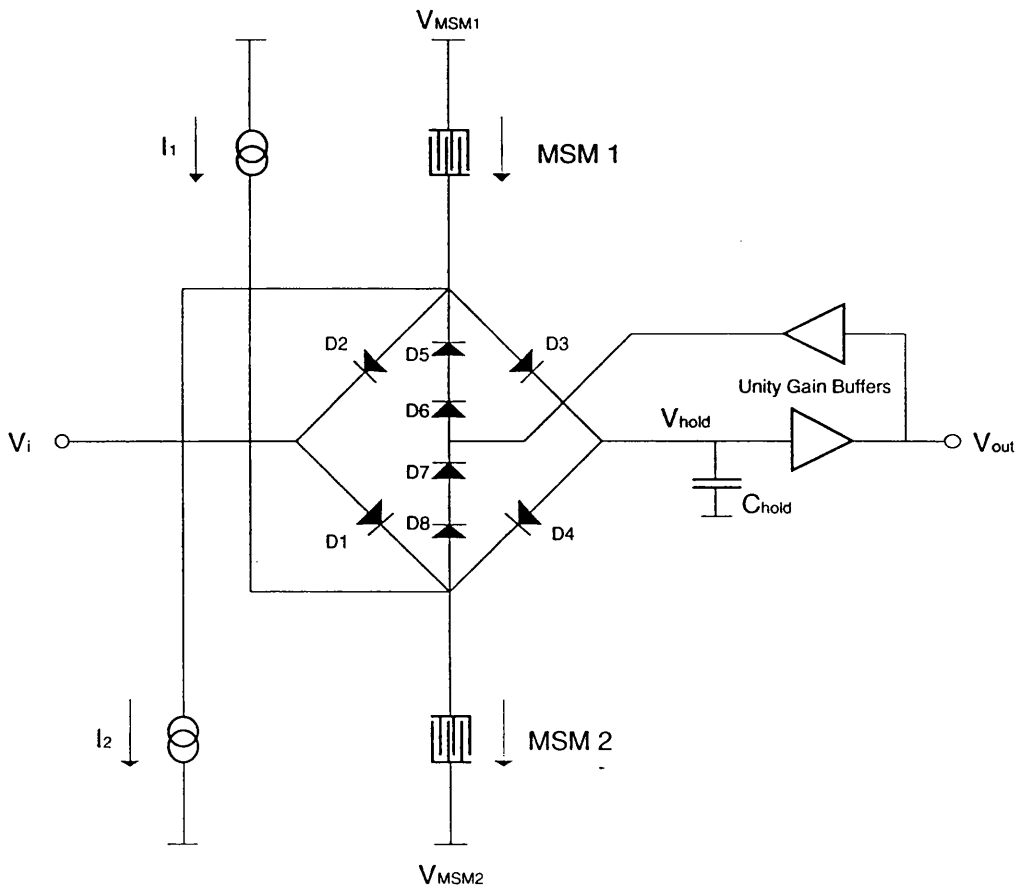 VMSM1
I1
MSM 1
D2
D5
D3
D6
Unity Gain Buffers
Vhold
Vi
Vout
D7
Chold
D8
D1
D4
I2
MSM 2
VMSM2